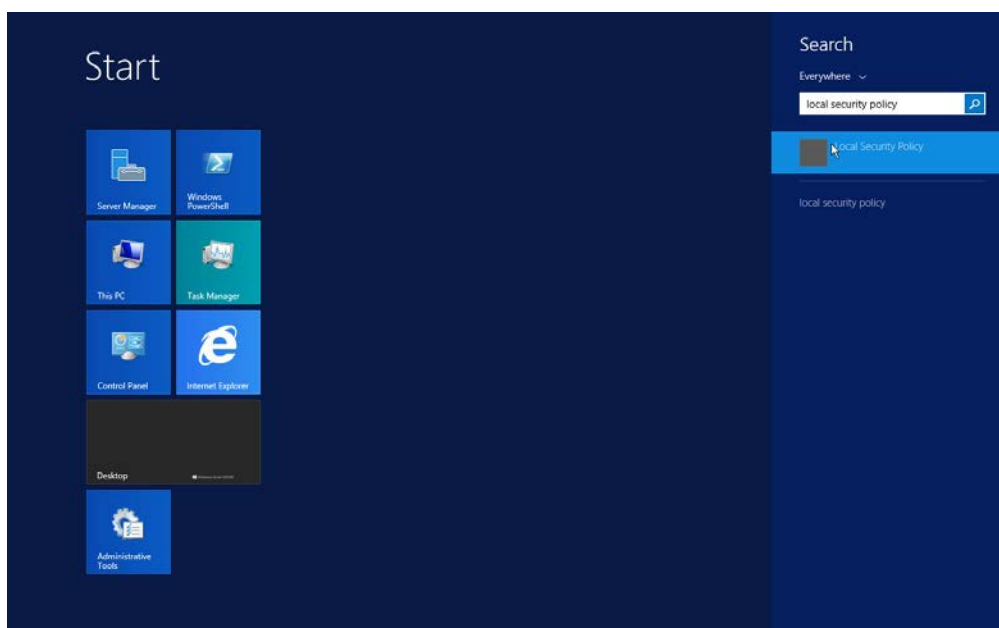 Start
Server Manager
Windows
PowerShell
This PC
Task Manager
Control Panel
Internet Explorer
Desktop
Administrative
Tools
Search
Everywhere
local security policy
Local Security Policy
local security policy